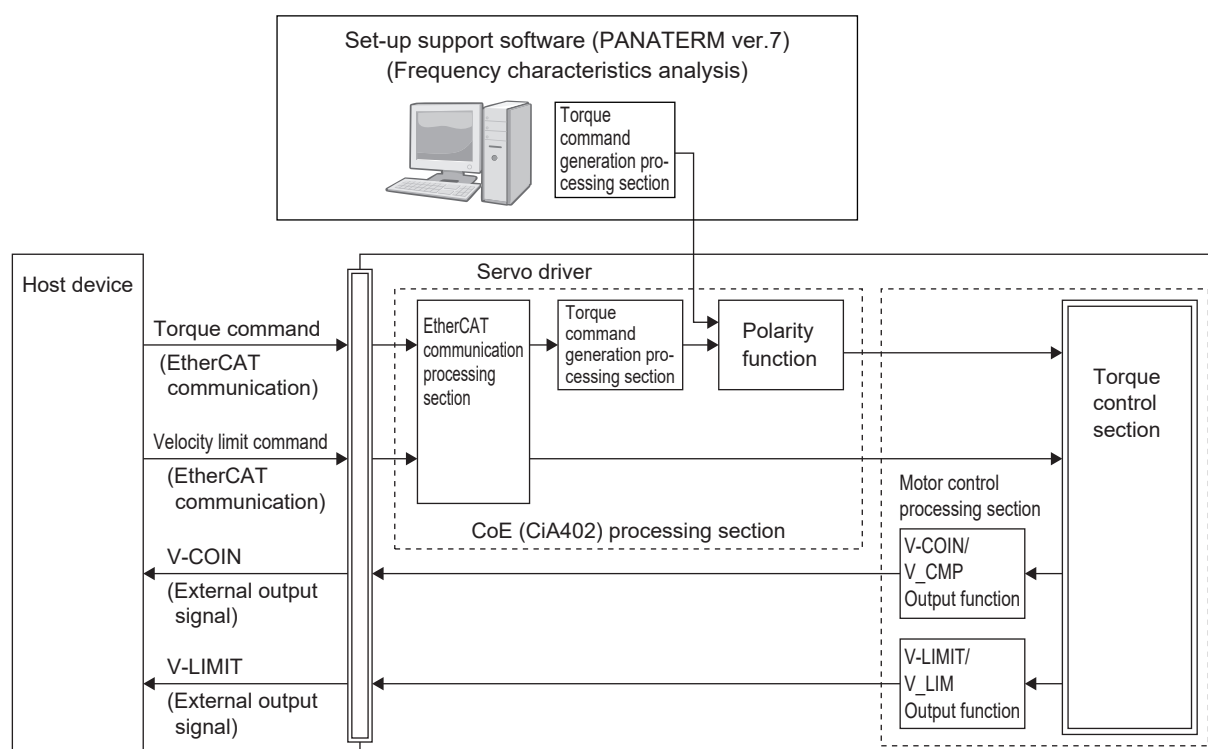 Set-up support software (PANATERM ver.7)
(Frequency characteristics analysis)
Torque
command
generation pro-
cessing section
Servo driver
Host device
Torque command
(EtherCAT
communication)
Velocity limit command
(EtherCAT
communication)
V-COIN
(External output
signal)
V-LIMIT
(External output
signal)
EtherCAT
communication
processing
section
Torque
command
generation pro-
cessing section
Polarity
function
CoE (CiA402) processing section
Torque
control
section
Motor control
processing section
V-COIN/
V_CMP
Output function
V-LIMIT/
V_LIM
Output function